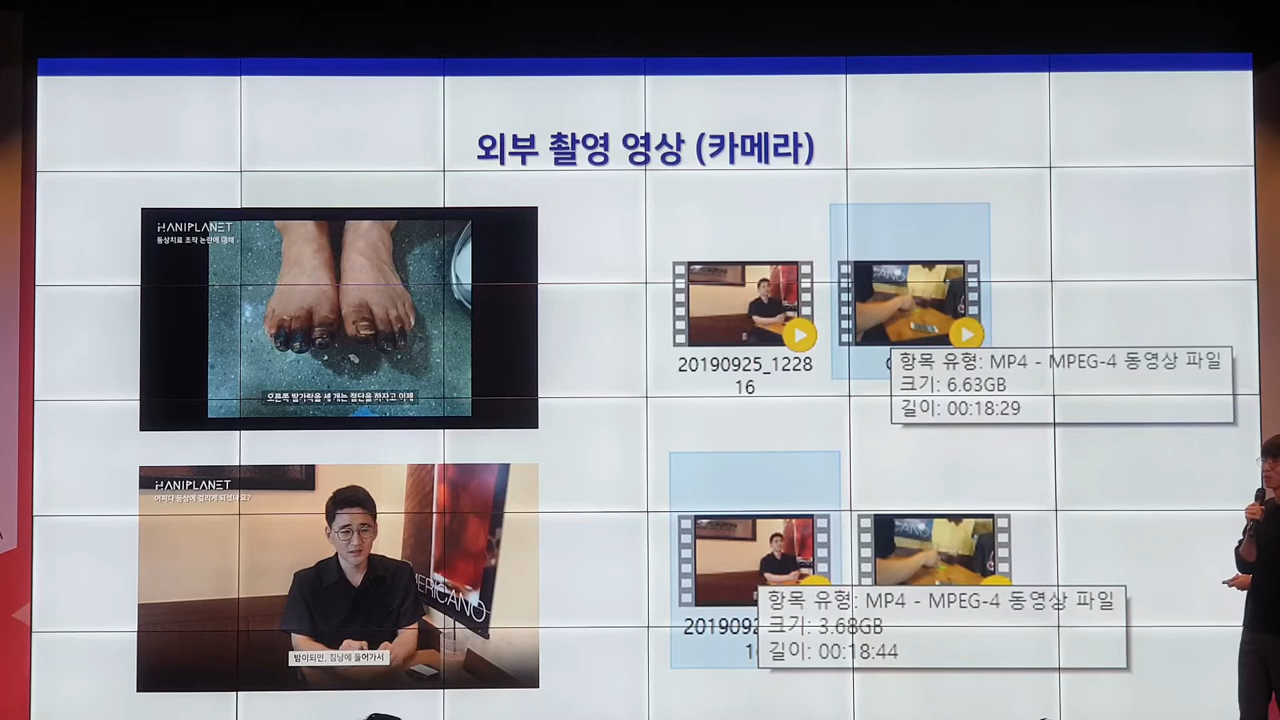 외부 촬영 영상 (카메라)
HANIPLANET
동상치료 조작 논란에 대해
오른쪽 발가락을 세 개는 절단을 하자고 이제
20190925_1228
16
항목 유형: MP4 - MPEG-4 동영상 파일
크기: 6.63GB
길이: 00:18:29
HANIPLANET
어쩌다 동상에 걸리게 되셨나요?
MERICANO
밤이되면, 침낭에 들어가서
2019092
항목 유형: MP4 - MPEG-4 동영상 파일
크기: 3.68GB
길이: 00:18:44